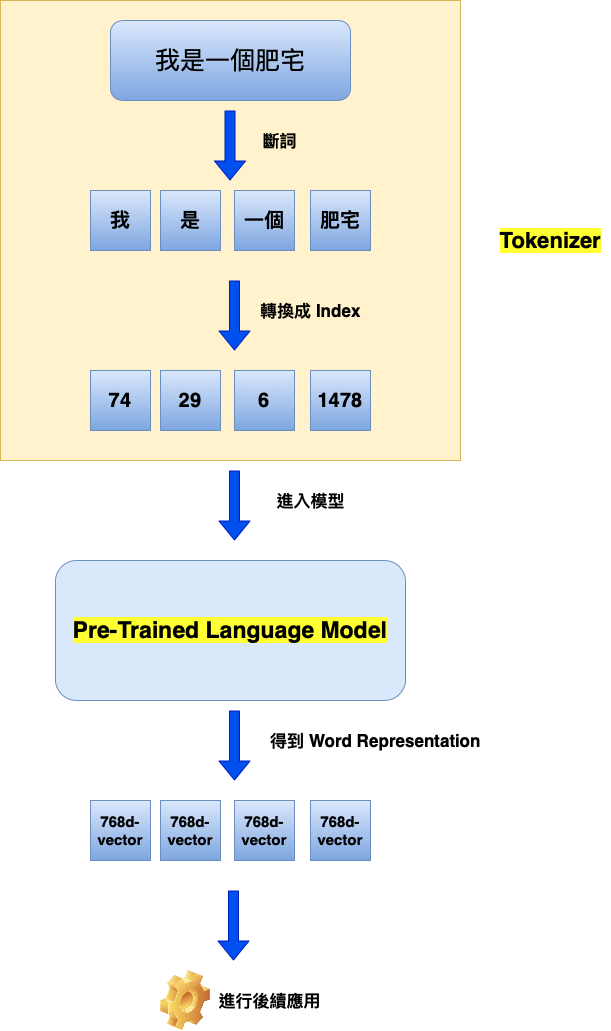 我是一個肥宅
斷詞
我 是 一個 肥宅
Tokenizer
轉換成 Index
74 29 6 1478
進入模型
Pre-Trained Language Model
得到 Word Representation
768d- 768d- 768d- 768d-
vector vector vector vector
進行後續應用